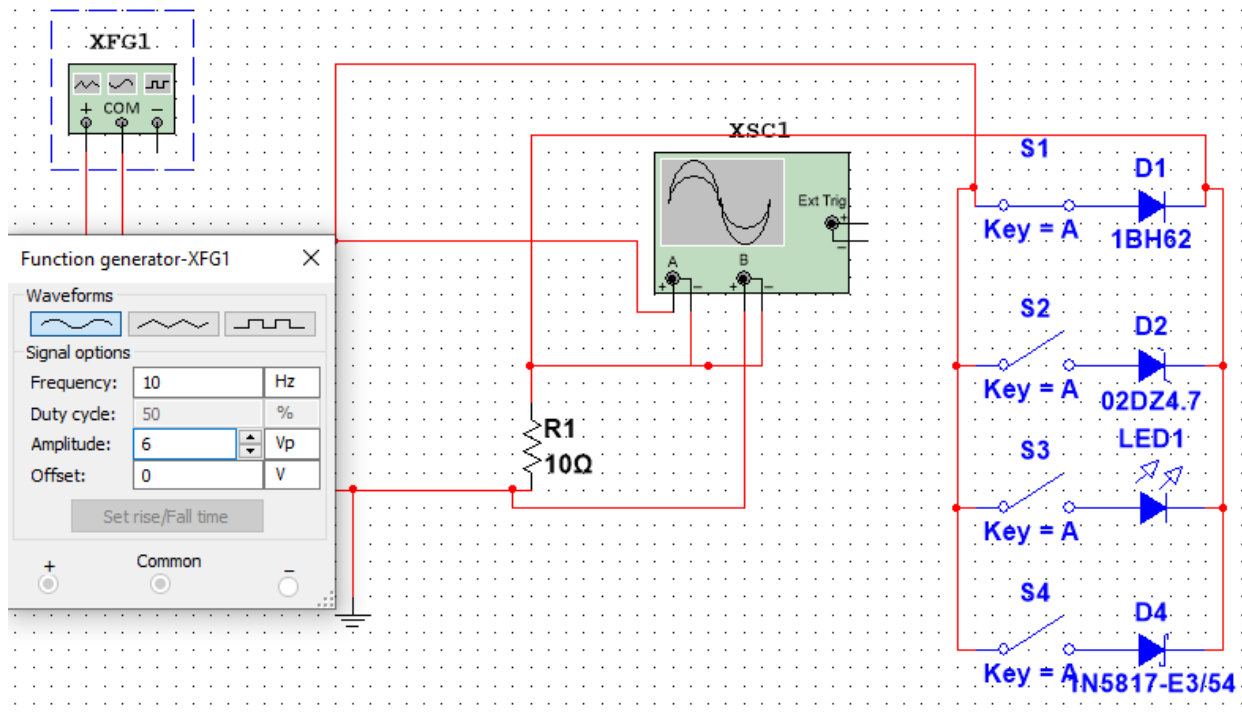 XFG1
+ COM −
Function generator-XFG1
Waveforms
Signal options
Frequency: 10 Hz
Duty cycle: 50 %
Amplitude: 6 Vp
Offset: 0 V
Set rise/Fall time
+ Common −
XSC1
Ext Trig
+
−
A B
+ − + −
R1
10Ω
S1
D1
Key = A
1BH62
S2
D2
Key = A
02DZ4.7
LED1
S3
Key = A
S4
D4
Key = A
1N5817-E3/54